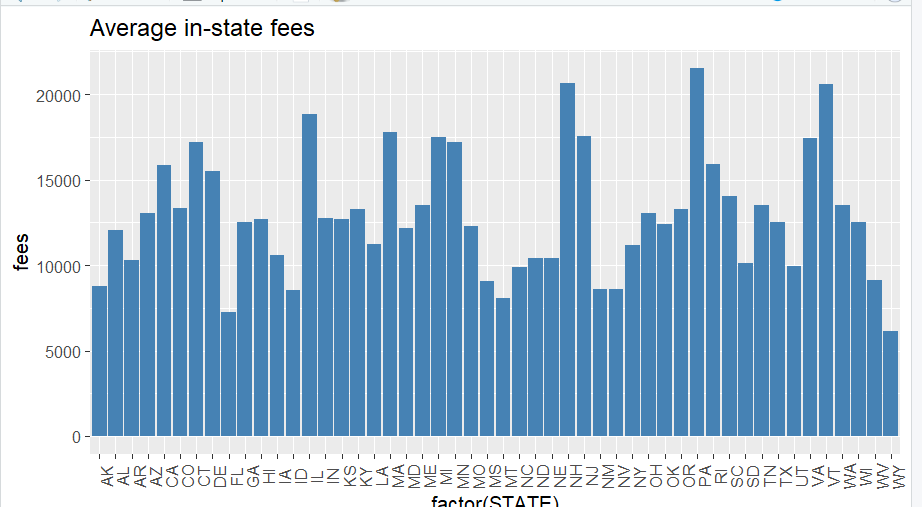 Average in-state fees
20000
15000
10000
5000
0
fees
AK AL AR AZ CA CO CT DE FL GA HI IA ID IL IN KS KY LA MA MD ME MI MN MO MS MT NC ND NE NH NJ NM NV NY OH OK OR PA RI SC SD TN TX UT VA VT WA WI WV WY
factor(STATE)